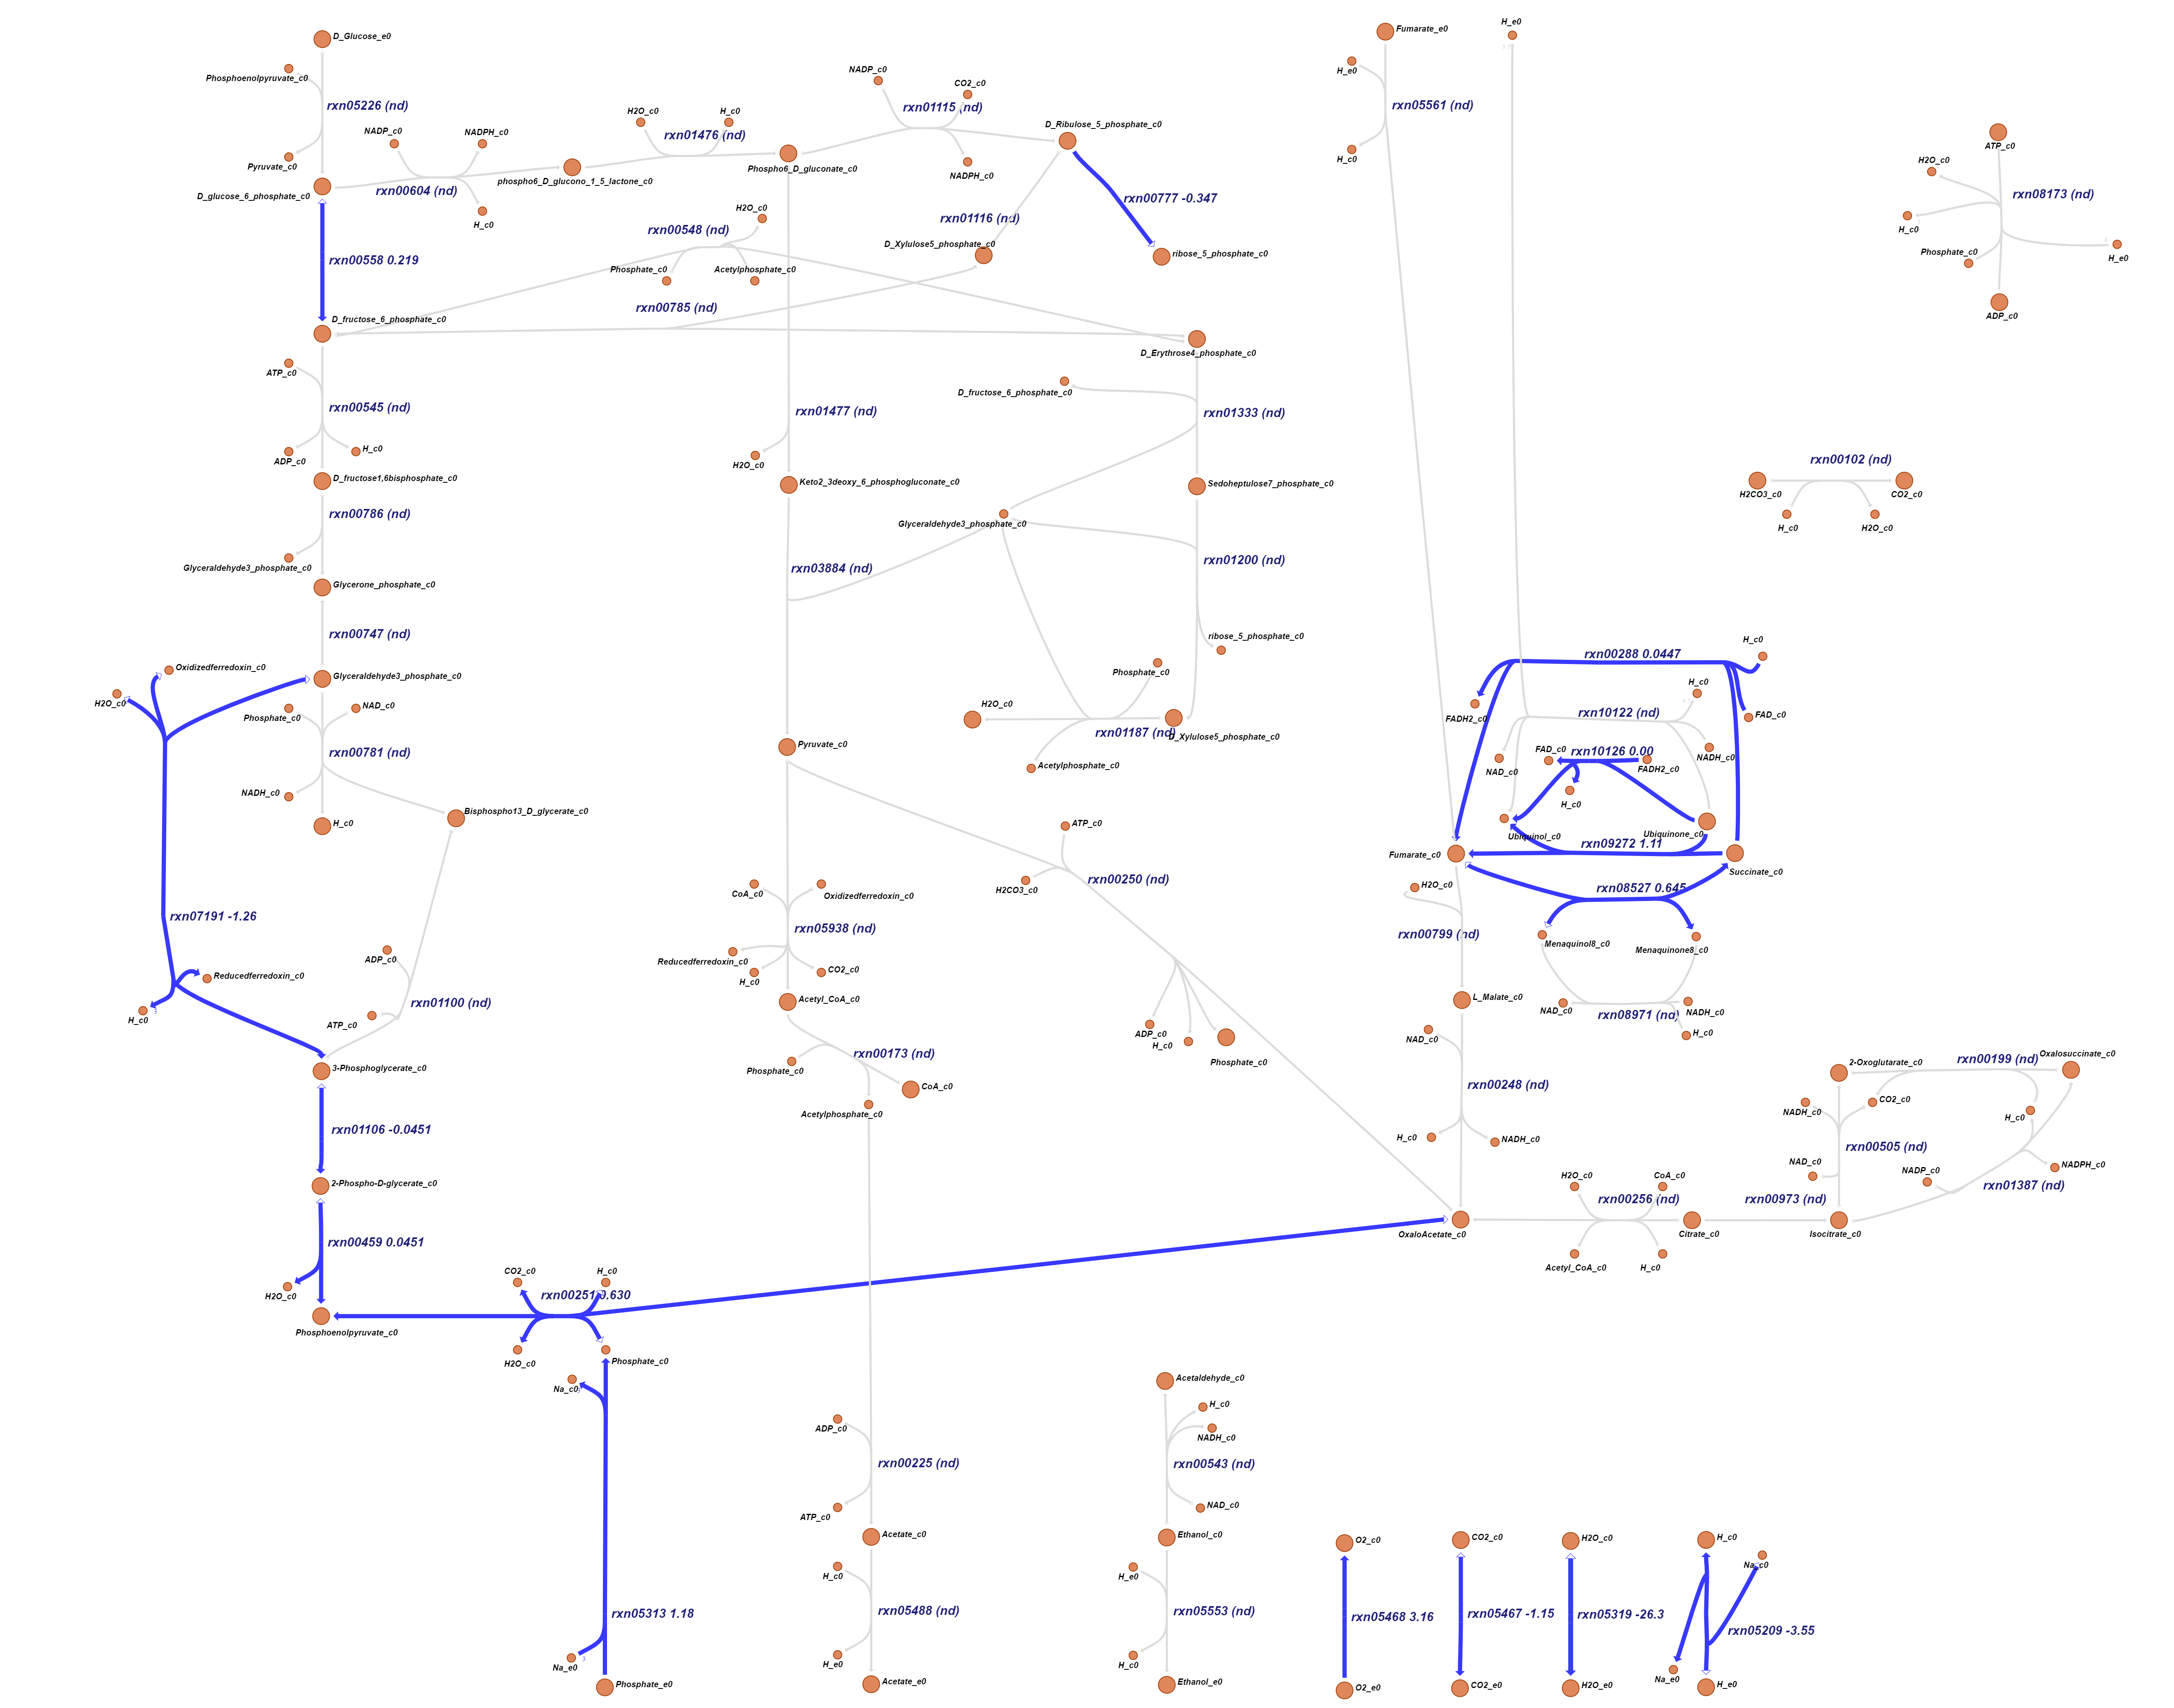 D_Glucose_e0
Phosphoenolpyruvate_c0
rxn05226 (nd)
Pyruvate_c0
D_glucose_6_phosphate_c0
NADP_c0
NADPH_c0
rxn00604 (nd)
H_c0
phospho6_D_glucono_1_5_lactone_c0
H2O_c0
H_c0
rxn01476 (nd)
Phospho6_D_gluconate_c0
NADP_c0
CO2_c0
rxn01115 (nd)
NADPH_c0
D_Ribulose_5_phosphate_c0
rxn00777 -0.347
ribose_5_phosphate_c0
rxn01116 (nd)
D_Xylulose5_phosphate_c0
rxn00558 0.219
H2O_c0
rxn00548 (nd)
Phosphate_c0
Acetylphosphate_c0
rxn00785 (nd)
D_fructose_6_phosphate_c0
D_Erythrose4_phosphate_c0
ATP_c0
rxn00545 (nd)
ADP_c0
H_c0
D_fructose1,6bisphosphate_c0
rxn00786 (nd)
Glyceraldehyde3_phosphate_c0
Glycerone_phosphate_c0
rxn00747 (nd)
Glyceraldehyde3_phosphate_c0
Oxidizedferredoxin_c0
H2O_c0
Phosphate_c0
NAD_c0
rxn00781 (nd)
NADH_c0
H_c0
Bisphospho13_D_glycerate_c0
rxn07191 -1.26
Reducedferredoxin_c0
H_c0
ADP_c0
rxn01100 (nd)
ATP_c0
3-Phosphoglycerate_c0
rxn01106 -0.0451
2-Phospho-D-glycerate_c0
rxn00459 0.0451
H2O_c0
Phosphoenolpyruvate_c0
CO2_c0
H_c0
rxn00251 0.630
H2O_c0
Phosphate_c0
Na_c0
rxn05313 1.18
Na_e0
Phosphate_e0
rxn01477 (nd)
H2O_c0
Keto2_3deoxy_6_phosphogluconate_c0
rxn03884 (nd)
D_fructose_6_phosphate_c0
rxn01333 (nd)
Sedoheptulose7_phosphate_c0
Glyceraldehyde3_phosphate_c0
rxn01200 (nd)
ribose_5_phosphate_c0
Phosphate_c0
H2O_c0
rxn01187 (nd)
D_Xylulose5_phosphate_c0
Acetylphosphate_c0
Pyruvate_c0
ATP_c0
H2CO3_c0
rxn00250 (nd)
CoA_c0
Oxidizedferredoxin_c0
rxn05938 (nd)
Reducedferredoxin_c0
H_c0
CO2_c0
Acetyl_CoA_c0
ADP_c0
H_c0
Phosphate_c0
rxn00173 (nd)
Phosphate_c0
CoA_c0
Acetylphosphate_c0
ADP_c0
rxn00225 (nd)
ATP_c0
Acetate_c0
H_c0
rxn05488 (nd)
H_e0
Acetate_e0
Acetaldehyde_c0
H_c0
NADH_c0
rxn00543 (nd)
NAD_c0
Ethanol_c0
H_e0
rxn05553 (nd)
H_c0
Ethanol_e0
Fumarate_e0
H_e0
rxn05561 (nd)
H_c0
H_e0
ATP_c0
H2O_c0
rxn08173 (nd)
H_c0
Phosphate_c0
H_e0
ADP_c0
rxn00102 (nd)
H2CO3_c0
CO2_c0
H_c0
H2O_c0
H_c0
rxn00288 0.0447
H_c0
FADH2_c0
rxn10122 (nd)
FAD_c0
FAD_c0
rxn10126 0.00
NADH_c0
NAD_c0
FADH2_c0
H_c0
Ubiquinol_c0
Ubiquinone_c0
rxn09272 1.11
Fumarate_c0
Succinate_c0
H2O_c0
rxn08527 0.645
rxn00799 (nd)
Menaquinol8_c0
Menaquinone8_c0
L_Malate_c0
NAD_c0
NADH_c0
rxn08971 (nd)
H_c0
NAD_c0
rxn00248 (nd)
H_c0
NADH_c0
OxaloAcetate_c0
H2O_c0
CoA_c0
rxn00256 (nd)
Acetyl_CoA_c0
H_c0
Citrate_c0
rxn00973 (nd)
Isocitrate_c0
2-Oxoglutarate_c0
rxn00199 (nd)
Oxalosuccinate_c0
NADH_c0
CO2_c0
H_c0
rxn00505 (nd)
NAD_c0
NADP_c0
NADPH_c0
rxn01387 (nd)
O2_c0
rxn05468 3.16
O2_e0
CO2_c0
rxn05467 -1.15
CO2_e0
H2O_c0
rxn05319 -26.3
H2O_e0
H_c0
Na_c0
rxn05209 -3.55
Na_e0
H_e0